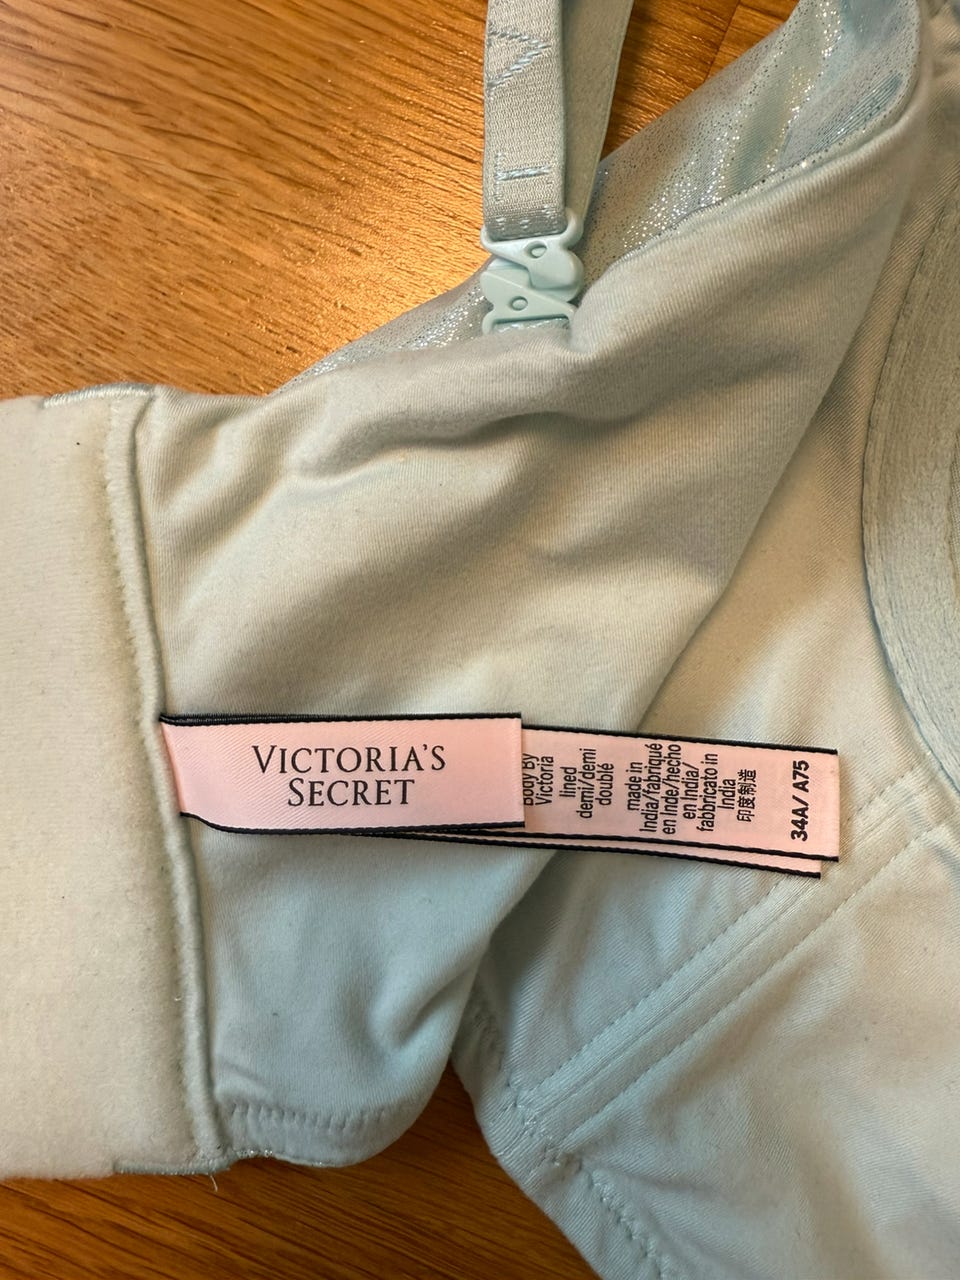 VICTORIA'S
SECRET
Body by
Victoria
lined
demi/demi
doublé
made in
India/fabriqué
en Inde/hecho
en India/
fabbricato in
India
印度制造
34A/ A75